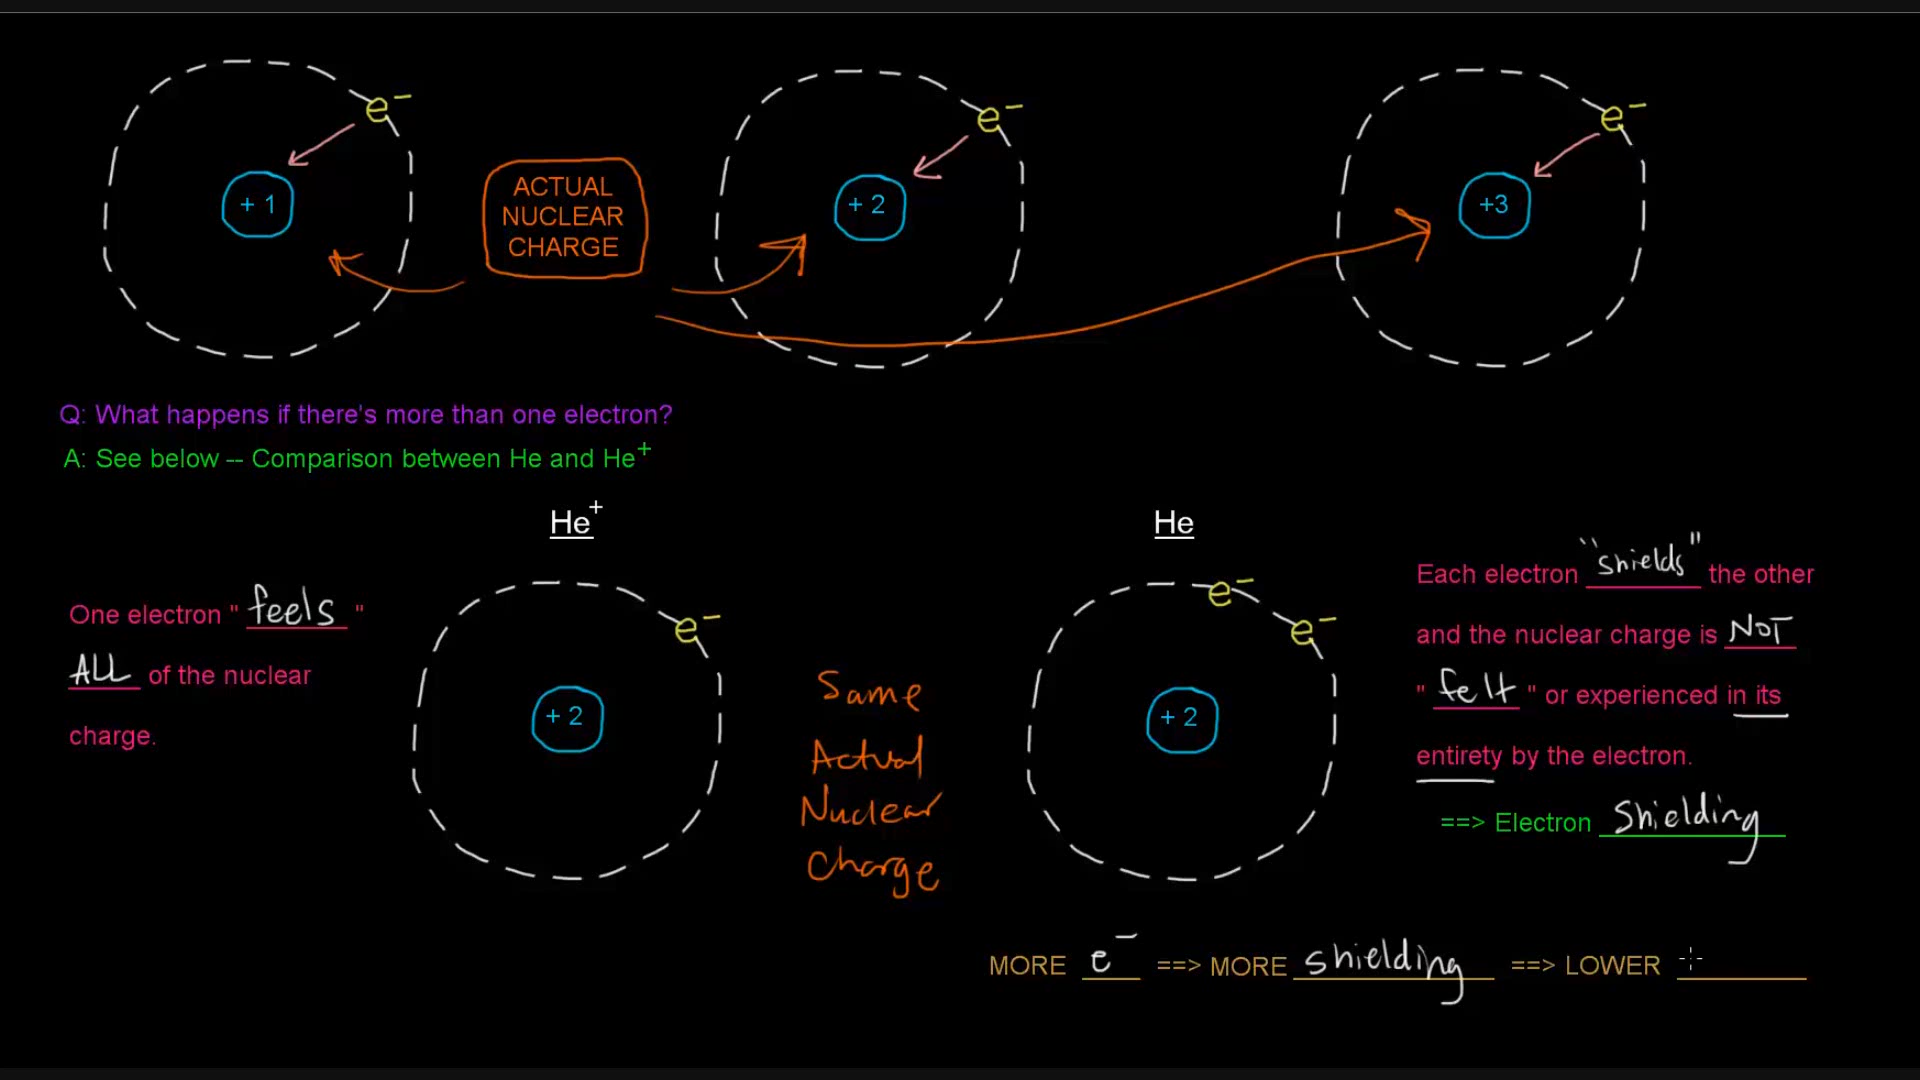 e⁻
e⁻
e⁻
+ 1
+ 2
+3
ACTUAL
NUCLEAR
CHARGE
Q: What happens if there's more than one electron?
A: See below -- Comparison between He and He⁺
He⁺
He
One electron " feels "
ALL of the nuclear
charge.
e⁻
+ 2
Same
Actual
Nuclear
Charge
e⁻
e⁻
+ 2
Each electron "shields" the other
and the nuclear charge is NOT
" felt " or experienced in its
entirety by the electron.
==> Electron Shielding
MORE e⁻ ==> MORE shielding ==> LOWER